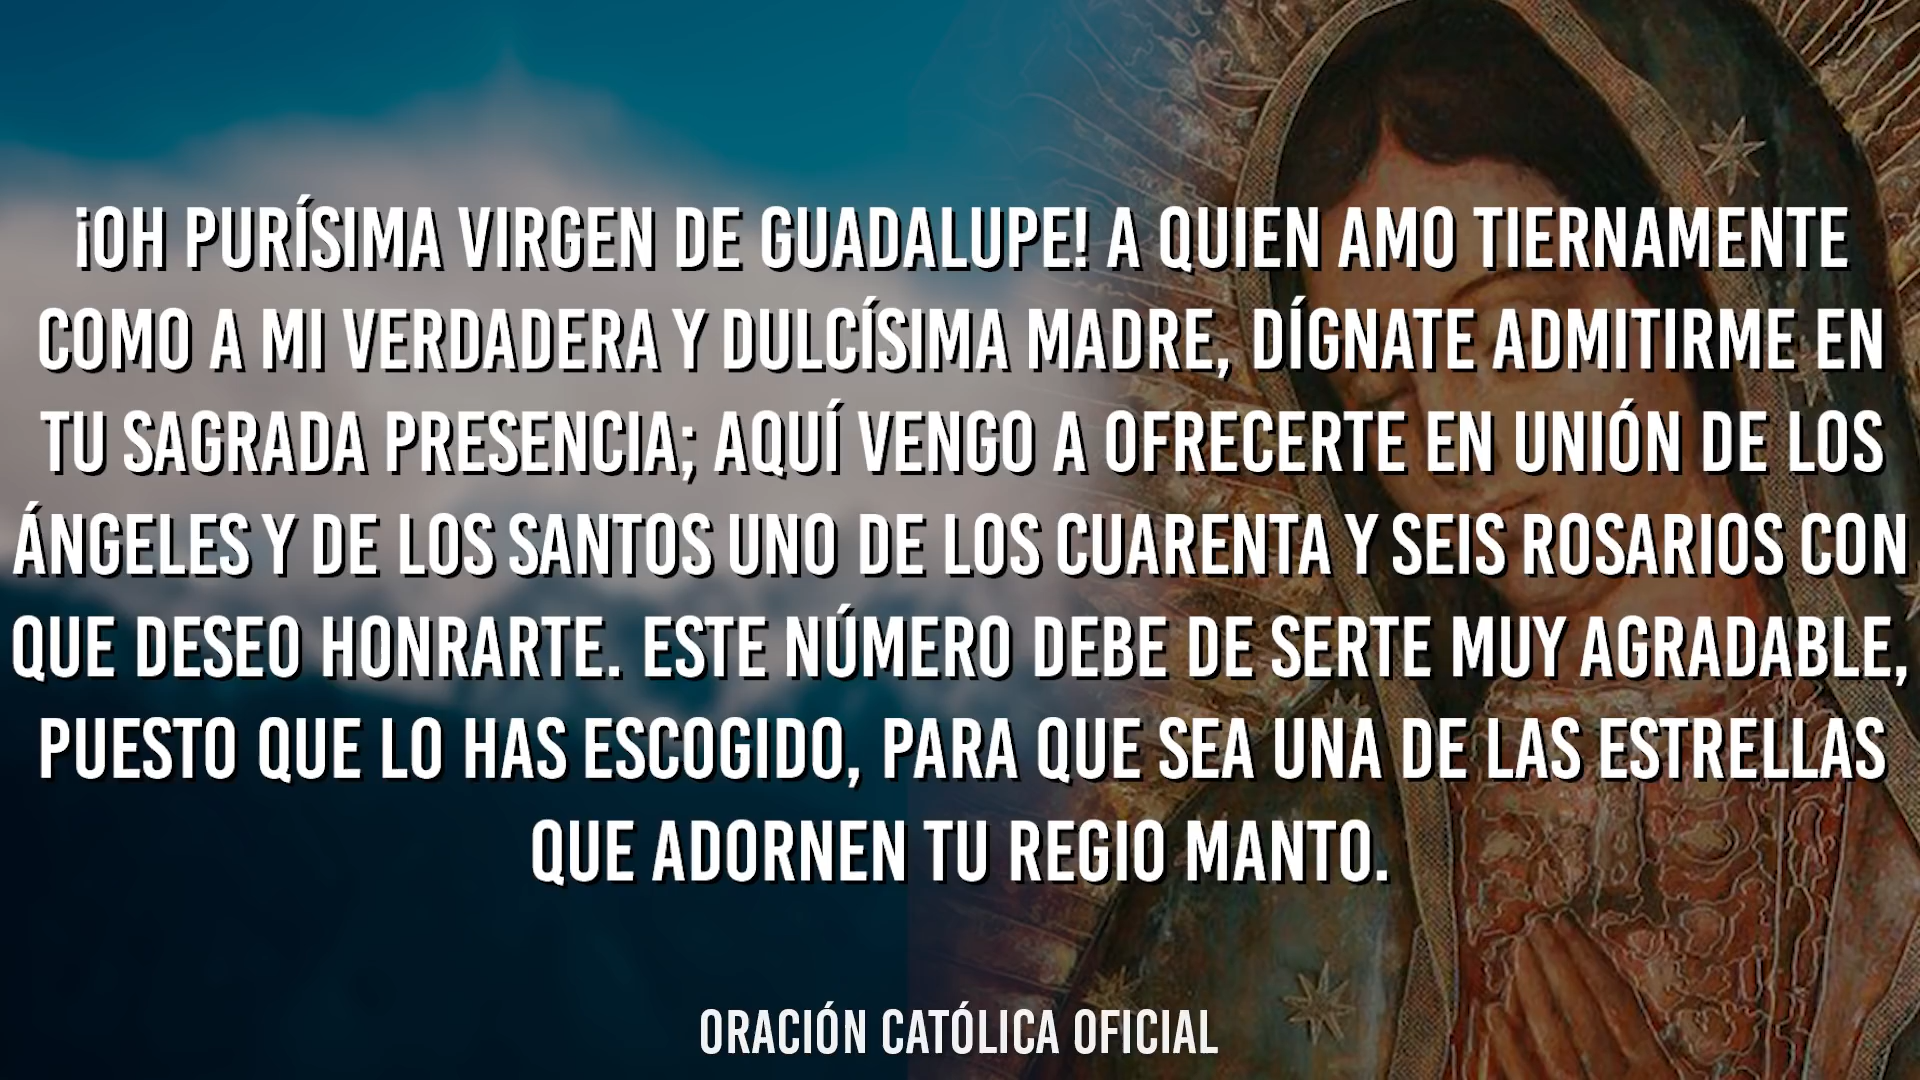 ¡OH PURÍSIMA VIRGEN DE GUADALUPE! A QUIEN AMO TIERNAMENTE
COMO A MI VERDADERA Y DULCÍSIMA MADRE, DÍGNATE ADMITIRME EN
TU SAGRADA PRESENCIA; AQUÍ VENGO A OFRECERTE EN UNIÓN DE LOS
ÁNGELES Y DE LOS SANTOS UNO DE LOS CUARENTA Y SEIS ROSARIOS CON
QUE DESEO HONRARTE. ESTE NÚMERO DEBE DE SERTE MUY AGRADABLE,
PUESTO QUE LO HAS ESCOGIDO, PARA QUE SEA UNA DE LAS ESTRELLAS
QUE ADORNEN TU REGIO MANTO.
ORACIÓN CATÓLICA OFICIAL